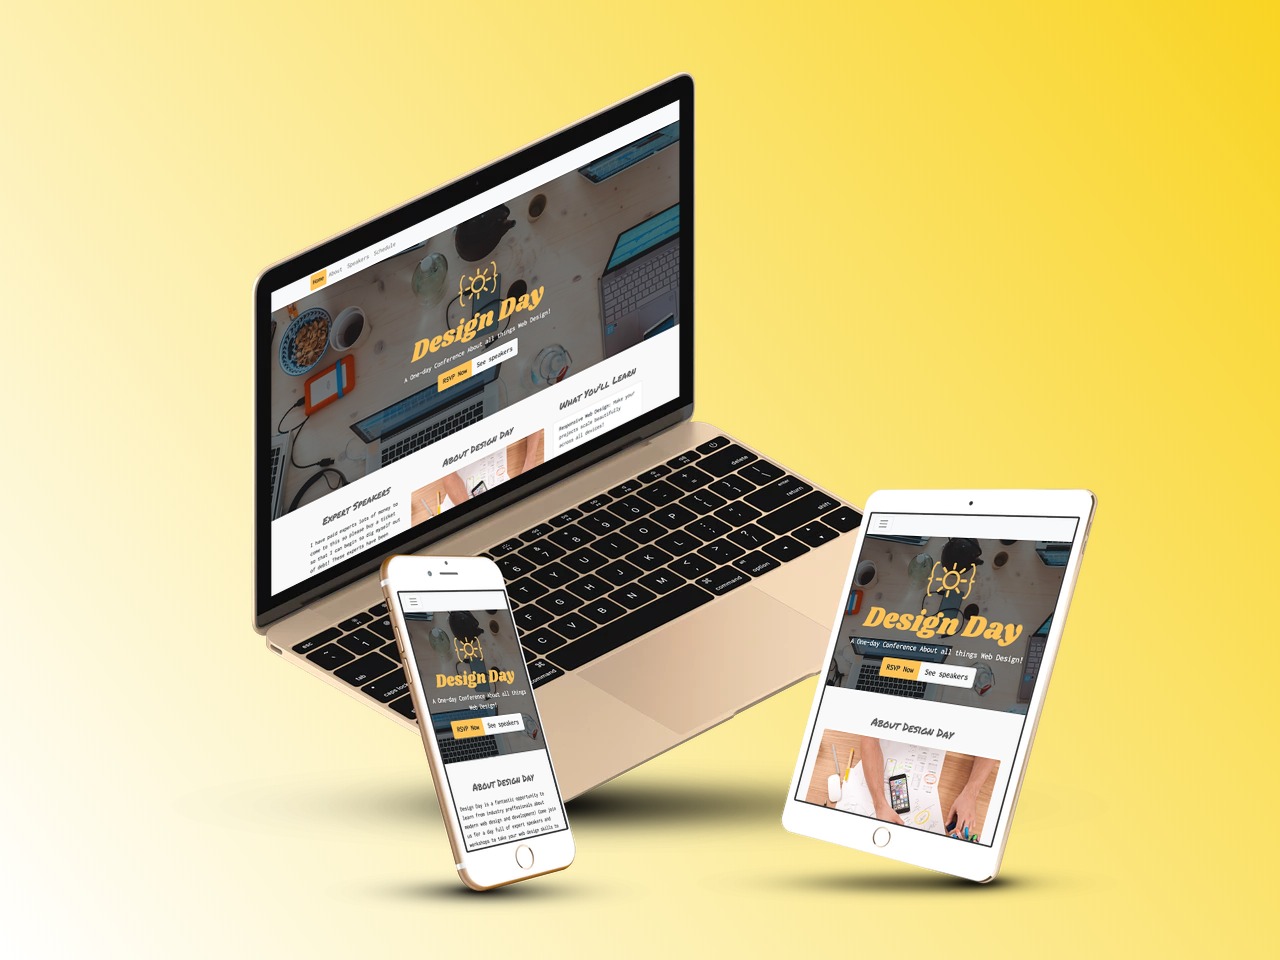 Home About Speakers Schedule
Design Day
A One-day Conference About all things Web Design!
RSVP Now See speakers
Expert Speakers
I have paid experts lots of money to
come to this so please buy a ticket
so that I can begin to dig myself out
of debt! These experts have been
About Design Day
What You'll Learn
Responsive Web Design: Make your
projects scale beautifully
across all devices!
esc
delete
tab
enter
return
caps lock
shift
command
command
option
Design Day
A One-day Conference About all things
Web Design!
RSVP Now See speakers
About Design Day
Design Day is a fantastic opportunity to
learn from industry proffesionals about
modern web design and development! Come join
us for a day full of expert speakers and
workshops to take your web design skills to
Design Day
A One-day Conference About all things Web Design!
RSVP Now See speakers
About Design Day